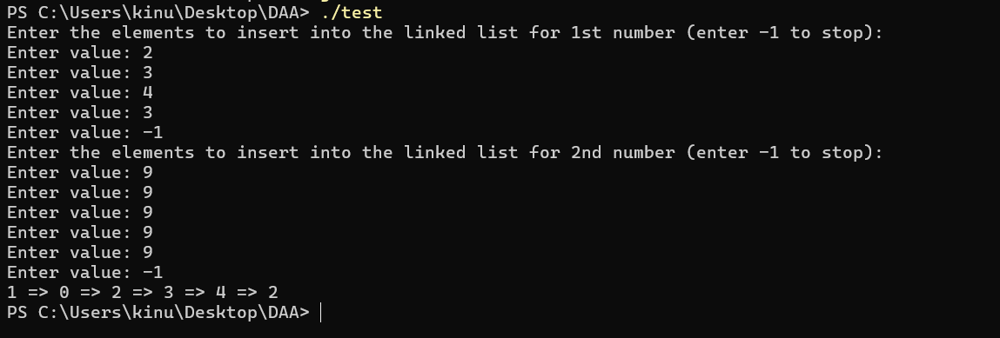 PS C:\Users\kinu\Desktop\DAA> ./test
Enter the elements to insert into the linked list for 1st number (enter -1 to stop):
Enter value: 2
Enter value: 3
Enter value: 4
Enter value: 3
Enter value: -1
Enter the elements to insert into the linked list for 2nd number (enter -1 to stop):
Enter value: 9
Enter value: 9
Enter value: 9
Enter value: 9
Enter value: 9
Enter value: -1
1 => 0 => 2 => 3 => 4 => 2
PS C:\Users\kinu\Desktop\DAA>